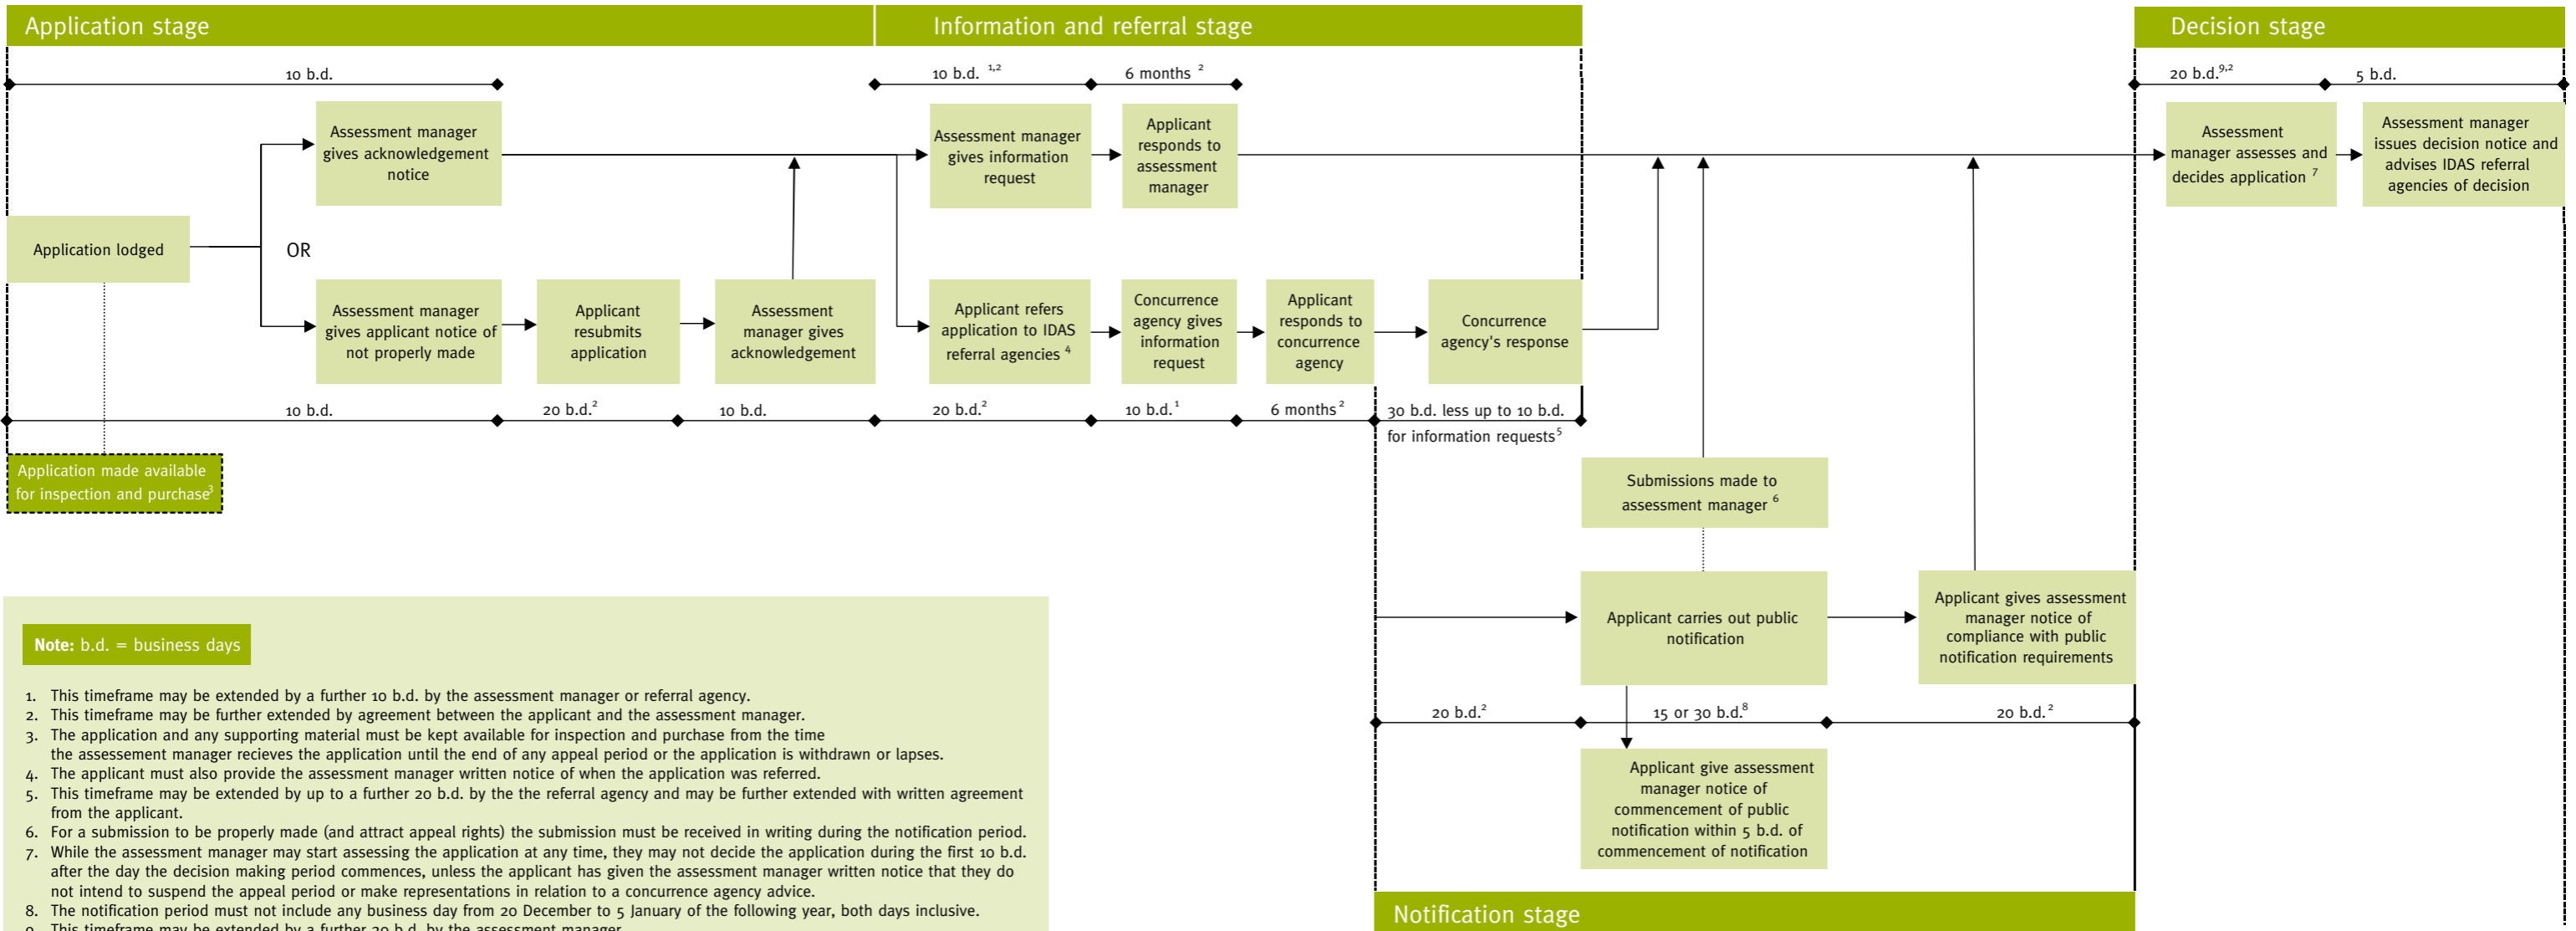 Application stage
Information and referral stage
Decision stage
10 b.d.
10 b.d. 1,2
6 months 2
20 b.d.9,2
5 b.d.
Assessment manager
gives acknowledgement
notice
Assessment manager
gives information
request
Applicant
responds to
assessment
manager
Assessment
manager assesses and
decides application 7
Assessment manager
issues decision notice and
advises IDAS referral
agencies of decision
Application lodged
OR
Assessment manager
gives applicant notice of
not properly made
Applicant
resubmits
application
Assessment
manager gives
acknowledgement
Applicant refers
application to IDAS
referral agencies 4
Concurrence
agency gives
information
request
Applicant
responds to
concurrence
agency
Concurrence
agency's response
10 b.d.
20 b.d.2
10 b.d.
20 b.d.2
10 b.d.1
6 months 2
30 b.d. less up to 10 b.d.
for information requests5
Application made available
for inspection and purchase3
Submissions made to
assessment manager 6
Applicant carries out public
notification
Applicant gives assessment
manager notice of
compliance with public
notification requirements
20 b.d.2
15 or 30 b.d.8
20 b.d.2
Applicant give assessment
manager notice of
commencement of public
notification within 5 b.d. of
commencement of notification
Notification stage
Note: b.d. = business days
1. This timeframe may be extended by a further 10 b.d. by the assessment manager or referral agency.
2. This timeframe may be further extended by agreement between the applicant and the assessment manager.
3. The application and any supporting material must be kept available for inspection and purchase from the time
the assessement manager recieves the application until the end of any appeal period or the application is withdrawn or lapses.
4. The applicant must also provide the assessment manager written notice of when the application was referred.
5. This timeframe may be extended by up to a further 20 b.d. by the the referral agency and may be further extended with written agreement
from the applicant.
6. For a submission to be properly made (and attract appeal rights) the submission must be received in writing during the notification period.
7. While the assessment manager may start assessing the application at any time, they may not decide the application during the first 10 b.d.
after the day the decision making period commences, unless the applicant has given the assessment manager written notice that they do
not intend to suspend the appeal period or make representations in relation to a concurrence agency advice.
8. The notification period must not include any business day from 20 December to 5 January of the following year, both days inclusive.
9. This timeframe may be extended by a further 20 b.d. by the assessment manager.